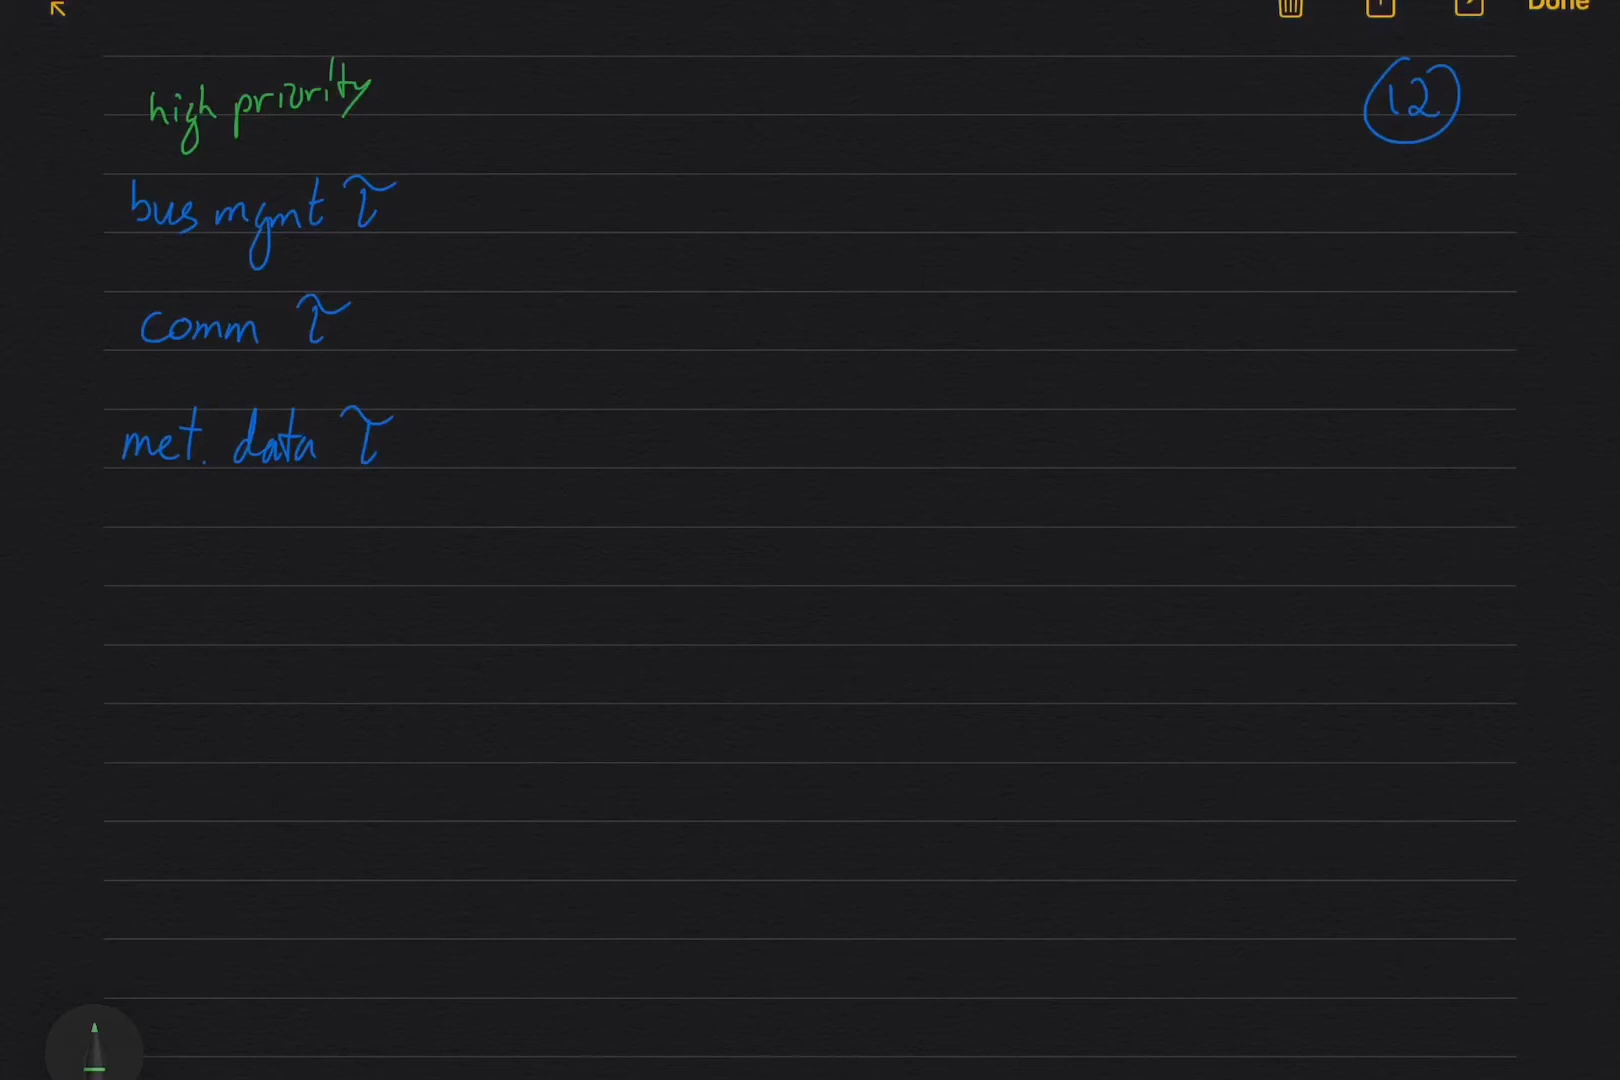 Done
high priority
12
bus mgmt τ
comm τ
met. data τ